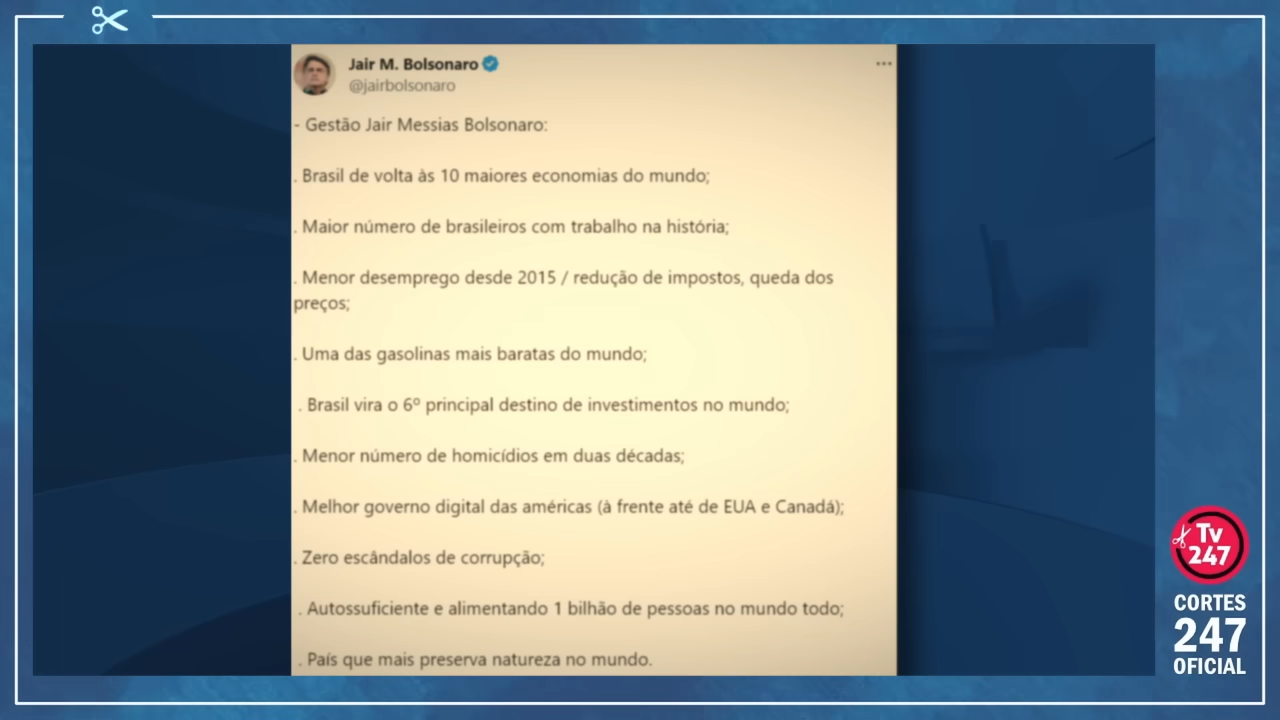 Jair M. Bolsonaro
@jairbolsonaro
- Gestão Jair Messias Bolsonaro:
. Brasil de volta às 10 maiores economias do mundo;
. Maior número de brasileiros com trabalho na história;
. Menor desemprego desde 2015 / redução de impostos, queda dos
preços;
. Uma das gasolinas mais baratas do mundo;
. Brasil vira o 6º principal destino de investimentos no mundo;
. Menor número de homicídios em duas décadas;
. Melhor governo digital das américas (à frente até de EUA e Canadá);
. Zero escândalos de corrupção;
. Autossuficiente e alimentando 1 bilhão de pessoas no mundo todo;
. País que mais preserva natureza no mundo.
Tv
247
CORTES
247
OFICIAL